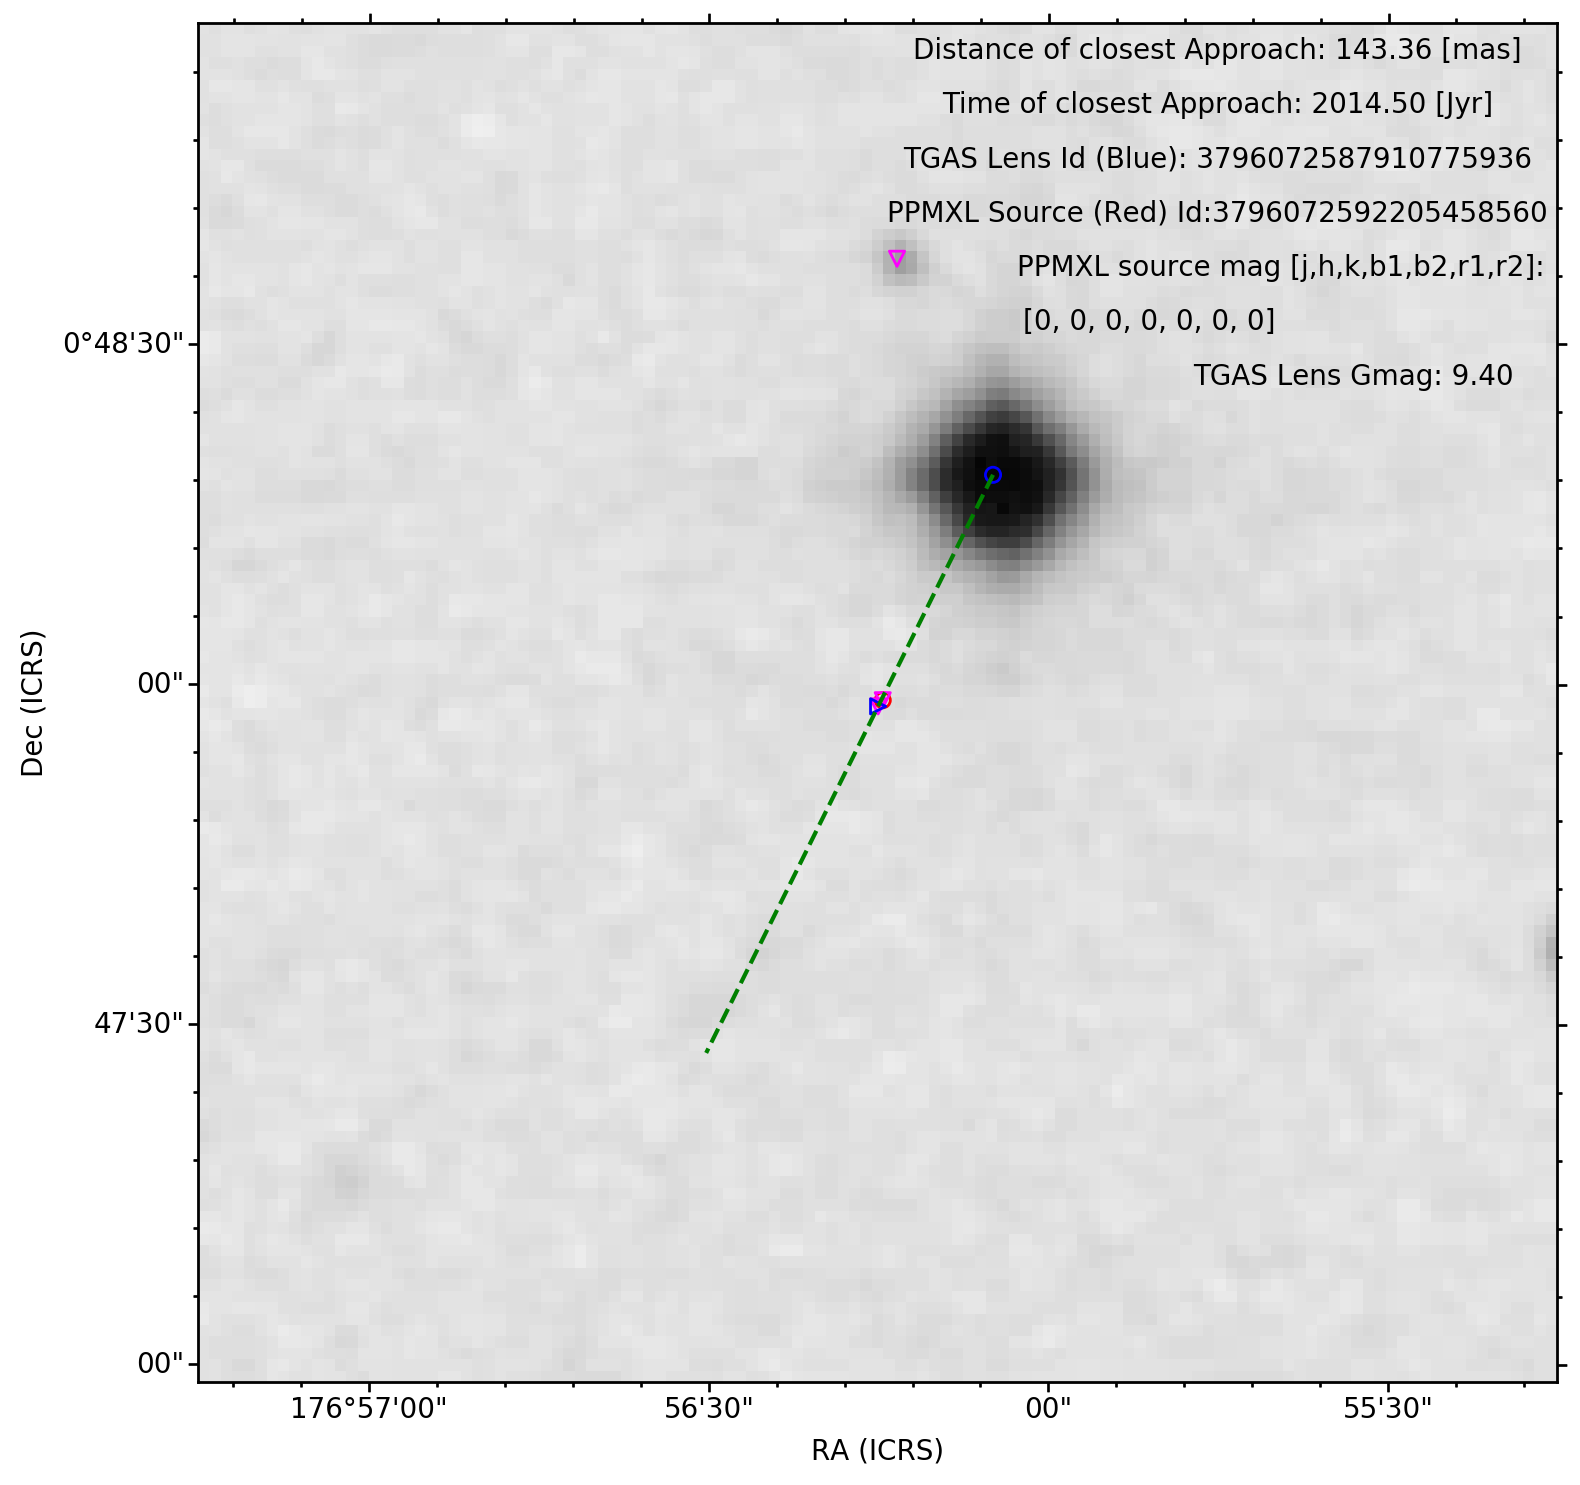 Distance of closest Approach: 143.36 [mas]
Time of closest Approach: 2014.50 [Jyr]
TGAS Lens Id (Blue): 3796072587910775936
PPMXL Source (Red) Id:3796072592205458560
PPMXL source mag [j,h,k,b1,b2,r1,r2]:
[0, 0, 0, 0, 0, 0, 0]
TGAS Lens Gmag: 9.40
0°48'30"
00"
47'30"
00"
Dec (ICRS)
176°57'00" 56'30" 00" 55'30"
RA (ICRS)